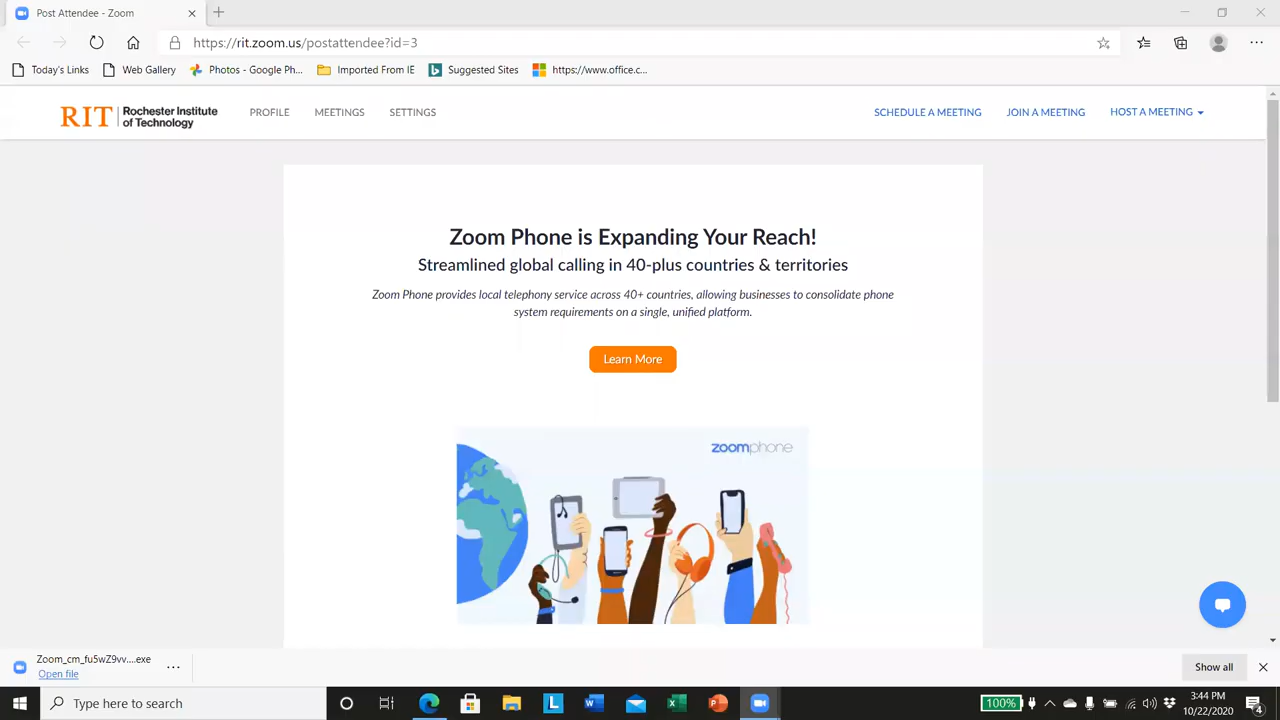 Post Attendee - Zoom
https://rit.zoom.us/postattendee?id=3
Today's Links
Web Gallery
Photos - Google Ph...
Imported From IE
Suggested Sites
https://www.office.c...
RIT | Rochester Institute
of Technology
PROFILE
MEETINGS
SETTINGS
SCHEDULE A MEETING
JOIN A MEETING
HOST A MEETING
Zoom Phone is Expanding Your Reach!
Streamlined global calling in 40-plus countries & territories
Zoom Phone provides local telephony service across 40+ countries, allowing businesses to consolidate phone
system requirements on a single, unified platform.
Learn More
zoomphone
Zoom_cm_fu5wZ9vv....exe
Open file
Show all
Type here to search
100%
3:44 PM
10/22/2020
4